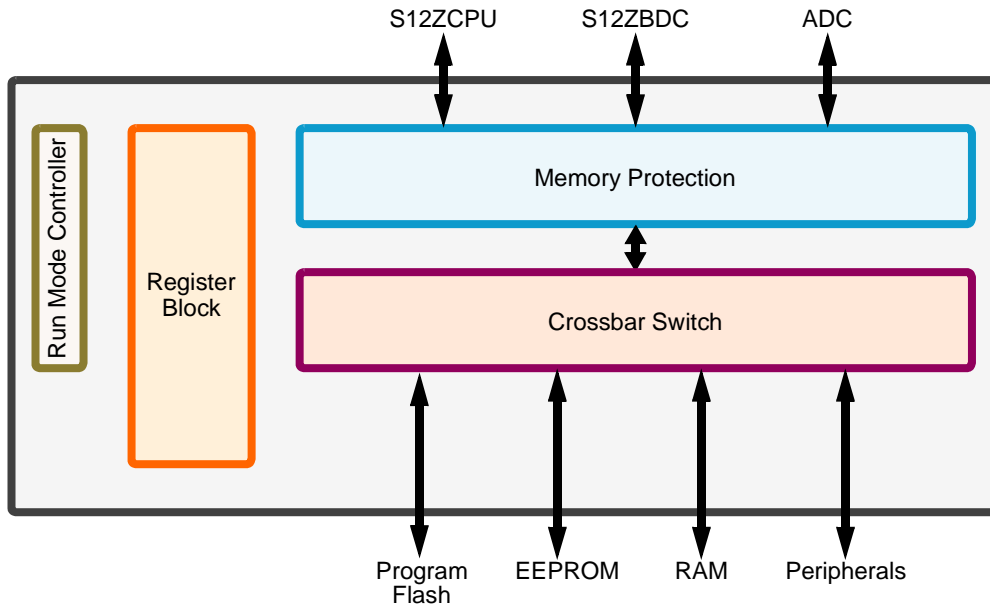 S12ZCPU
S12ZBDC
ADC
Run Mode Controller
Register
Block
Memory Protection
Crossbar Switch
Program
Flash
EEPROM
RAM
Peripherals